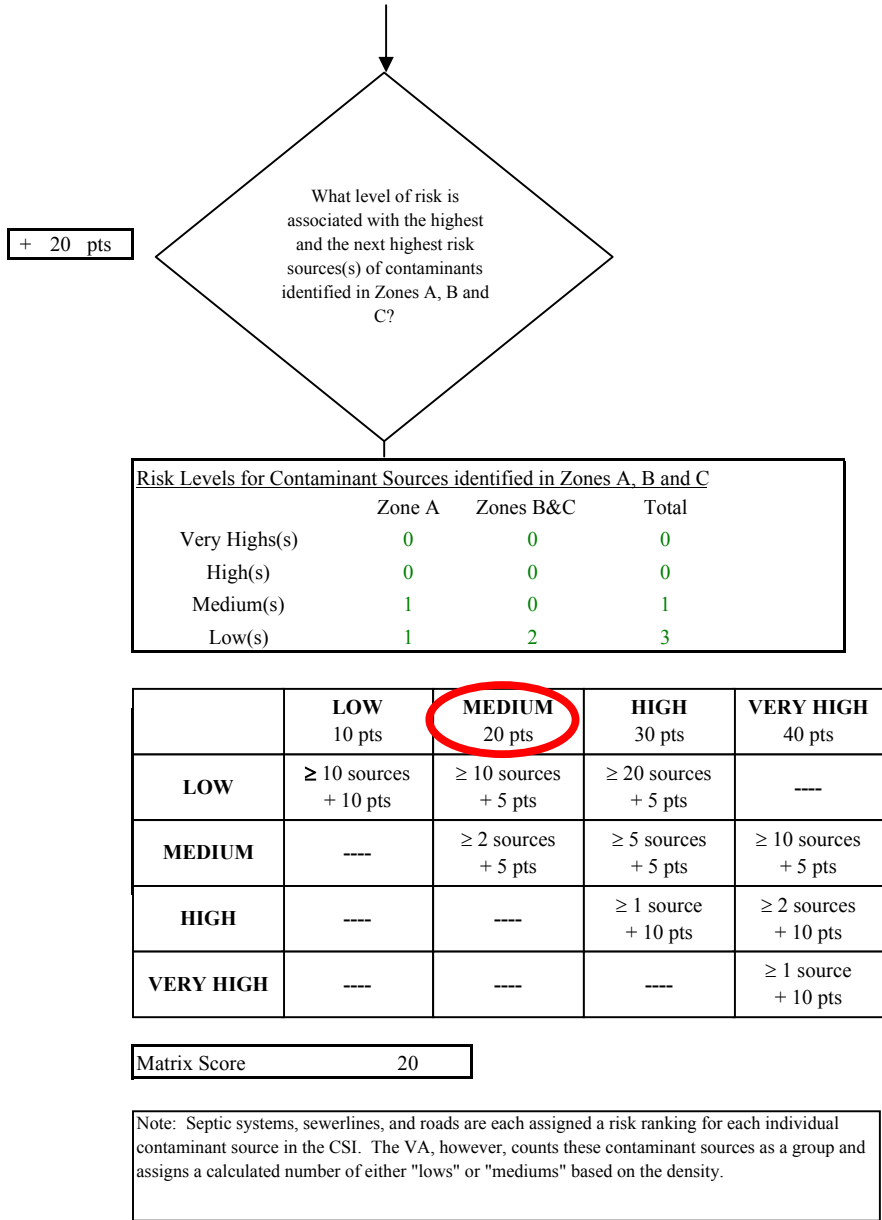 What level of risk is
associated with the highest
and the next highest risk
sources(s) of contaminants
identified in Zones A, B and
C?
+ 20 pts
Risk Levels for Contaminant Sources identified in Zones A, B and C
Zone A Zones B&C Total
Very Highs(s) 0 0 0
High(s) 0 0 0
Medium(s) 1 0 1
Low(s) 1 2 3
LOW MEDIUM HIGH VERY HIGH
10 pts 20 pts 30 pts 40 pts
LOW ≥ 10 sources ≥ 10 sources ≥ 20 sources ----
+ 10 pts + 5 pts + 5 pts
MEDIUM ---- ≥ 2 sources ≥ 5 sources ≥ 10 sources
+ 5 pts + 5 pts + 5 pts
HIGH ---- ---- ≥ 1 source ≥ 2 sources
+ 10 pts + 10 pts
VERY HIGH ---- ---- ---- ≥ 1 source
+ 10 pts
Matrix Score 20
Note: Septic systems, sewerlines, and roads are each assigned a risk ranking for each individual
contaminant source in the CSI. The VA, however, counts these contaminant sources as a group and
assigns a calculated number of either "lows" or "mediums" based on the density.